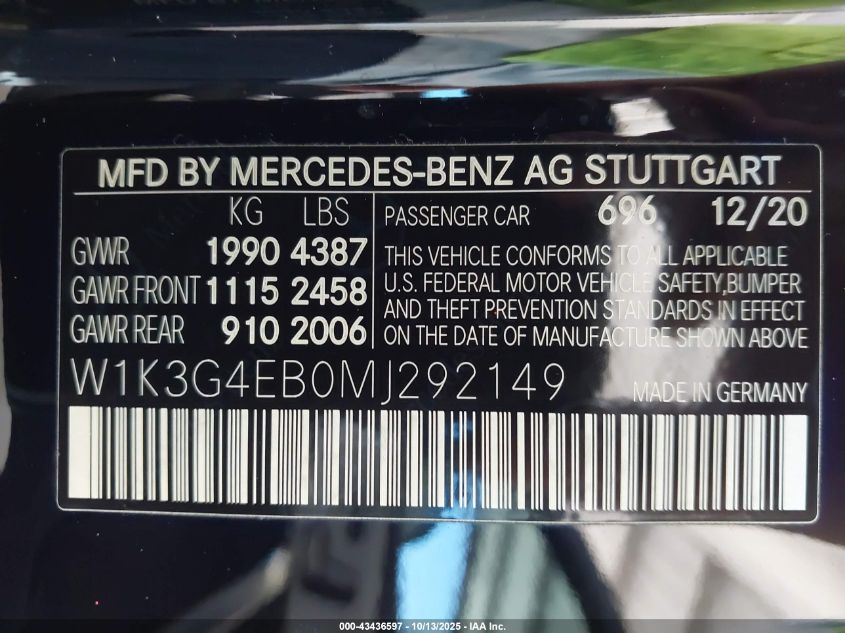 MFD BY MERCEDES-BENZ AG STUTTGART
KG LBS
GVWR 1990 4387
GAWR FRONT 1115 2458
GAWR REAR 910 2006
PASSENGER CAR 696 12/20
THIS VEHICLE CONFORMS TO ALL APPLICABLE
U.S. FEDERAL MOTOR VEHICLE SAFETY,BUMPER
AND THEFT PREVENTION STANDARDS IN EFFECT
ON THE DATE OF MANUFACTURE SHOWN ABOVE
W1K3G4EB0MJ292149 MADE IN GERMANY
000-43436597 - 10/13/2025 - IAA Inc.